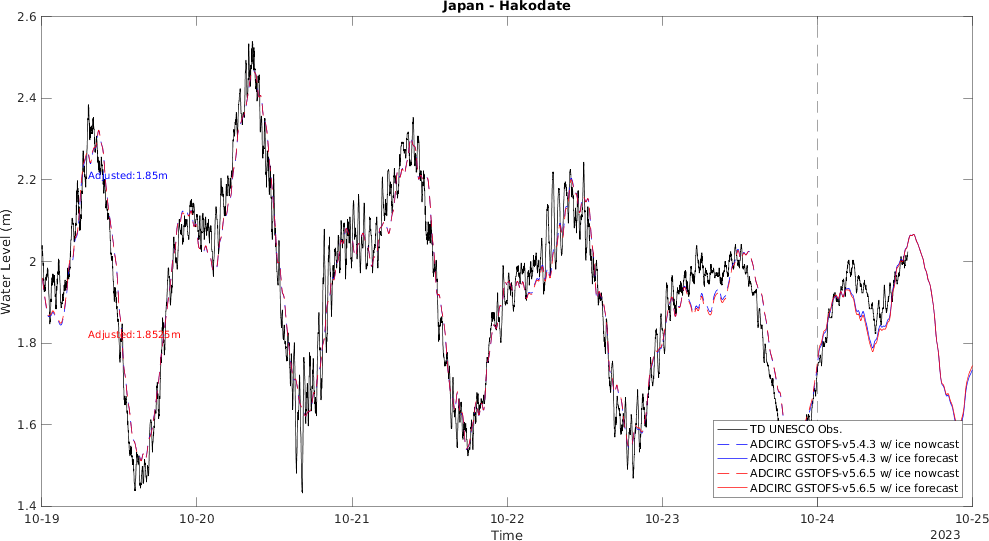 Japan - Hakodate
2.6
2.4
2.2
2
1.8
1.6
1.4
Water Level (m)
Adjusted:1.85m
Adjusted:1.8525m
TD UNESCO Obs.
ADCIRC GSTOFS-v5.4.3 w/ ice nowcast
ADCIRC GSTOFS-v5.4.3 w/ ice forecast
ADCIRC GSTOFS-v5.6.5 w/ ice nowcast
ADCIRC GSTOFS-v5.6.5 w/ ice forecast
10-19 10-20 10-21 10-22 10-23 10-24 10-25
Time
2023